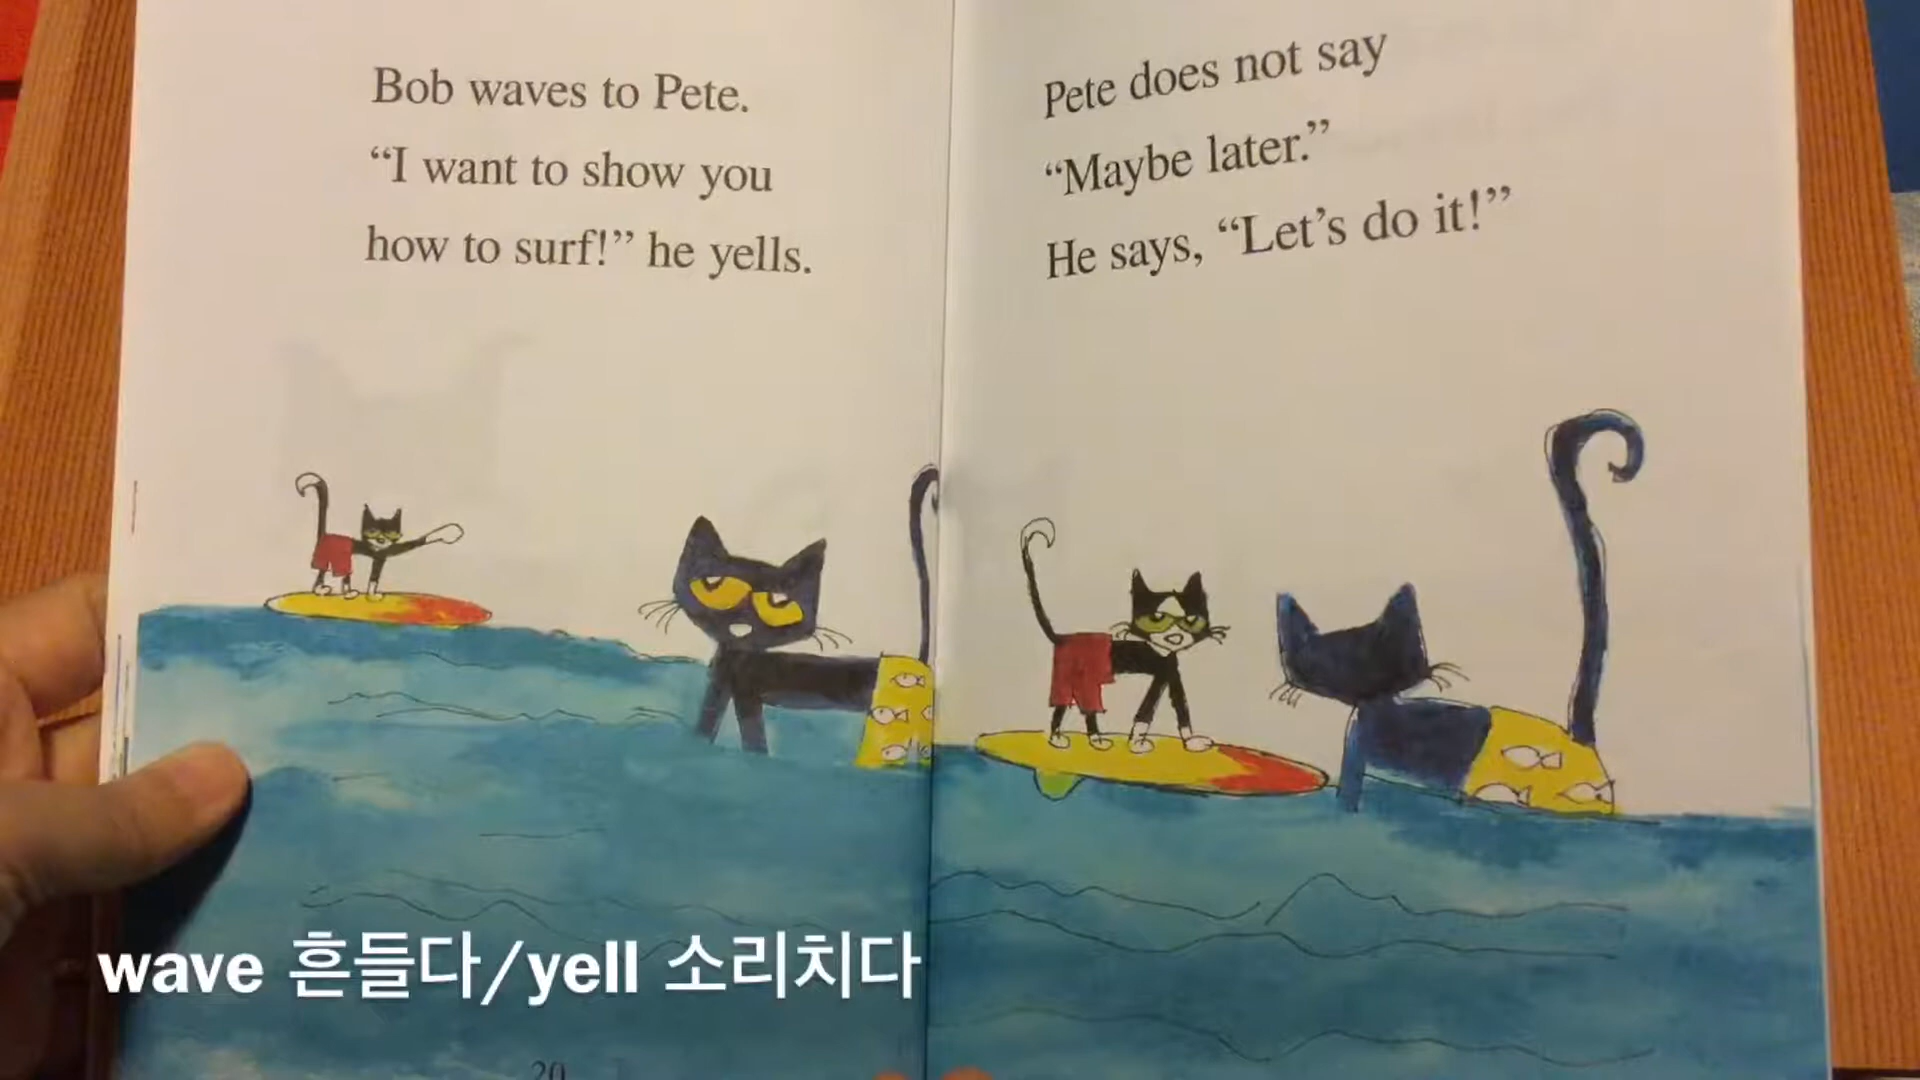 Bob waves to Pete.
“I want to show you
how to surf!” he yells.
Pete does not say
“Maybe later.”
He says, “Let’s do it!”
wave 흔들다/yell 소리치다
20